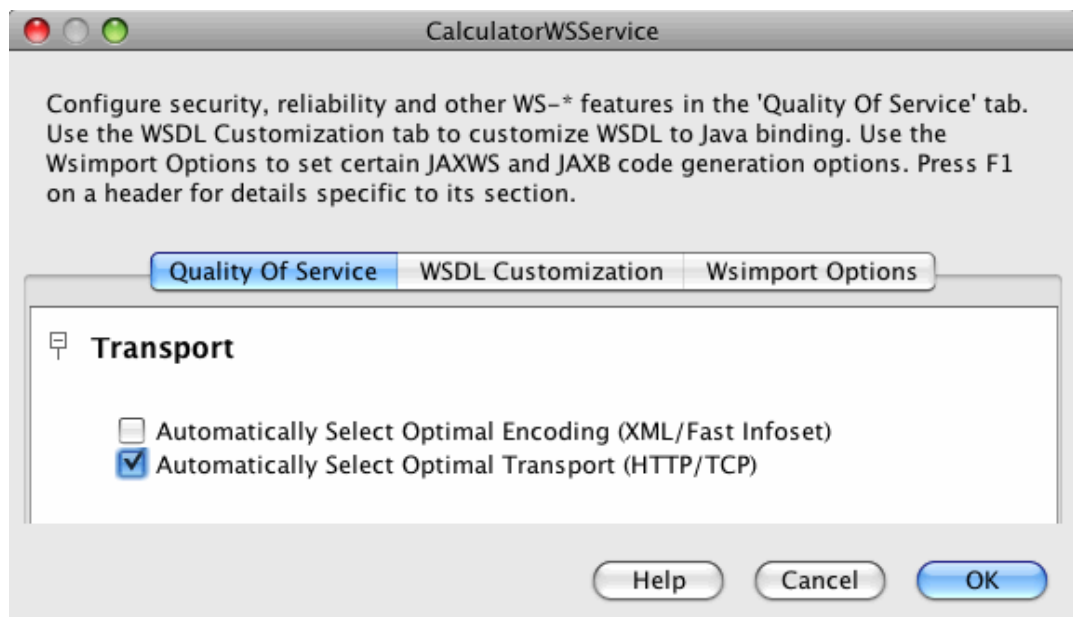 CalculatorWSService
Configure security, reliability and other WS-* features in the 'Quality Of Service' tab.
Use the WSDL Customization tab to customize WSDL to Java binding. Use the
Wsimport Options to set certain JAXWS and JAXB code generation options. Press F1
on a header for details specific to its section.
Quality Of Service WSDL Customization Wsimport Options
Transport
Automatically Select Optimal Encoding (XML/Fast Infoset)
Automatically Select Optimal Transport (HTTP/TCP)
Help Cancel OK